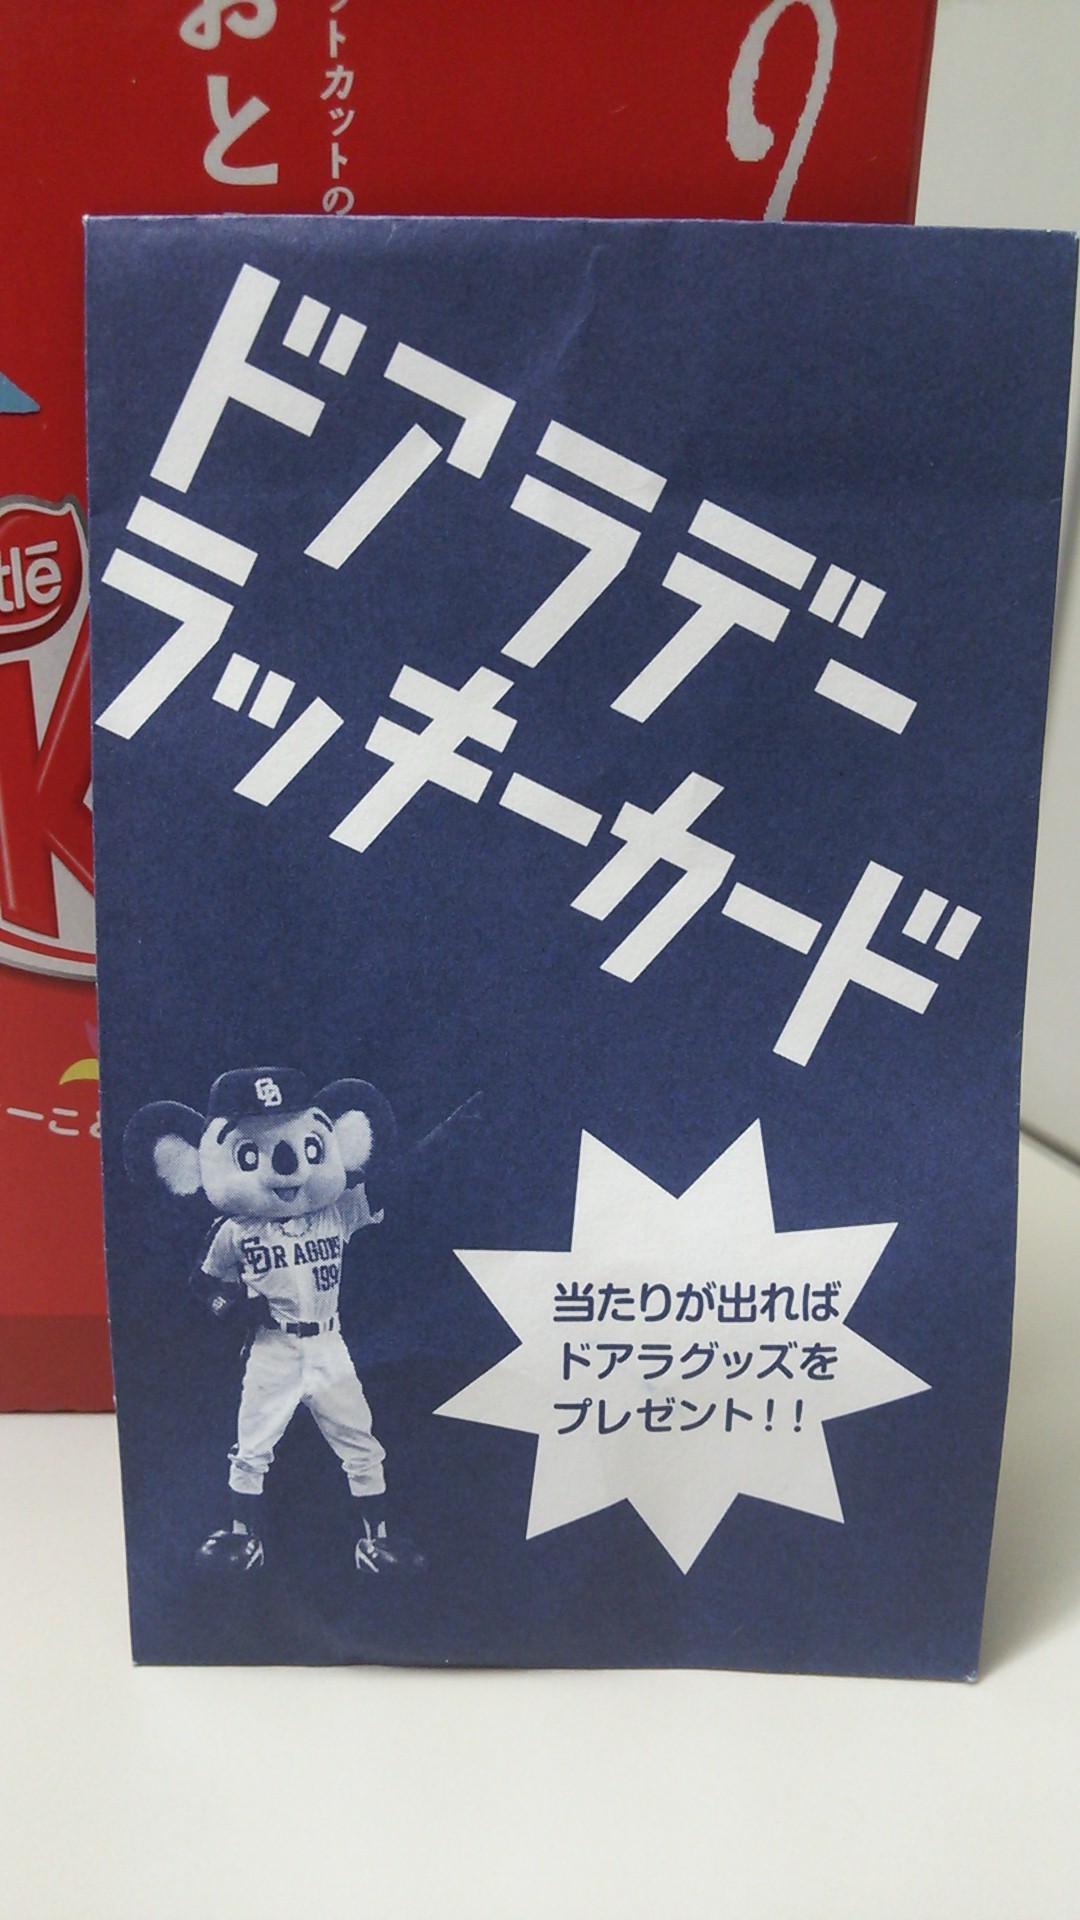 おと
ットカットの
ドアラデー
ラッキーカード
tlé
K
DRAGONS
199
当たりが出れば
ドアラグッズを
プレゼント!!